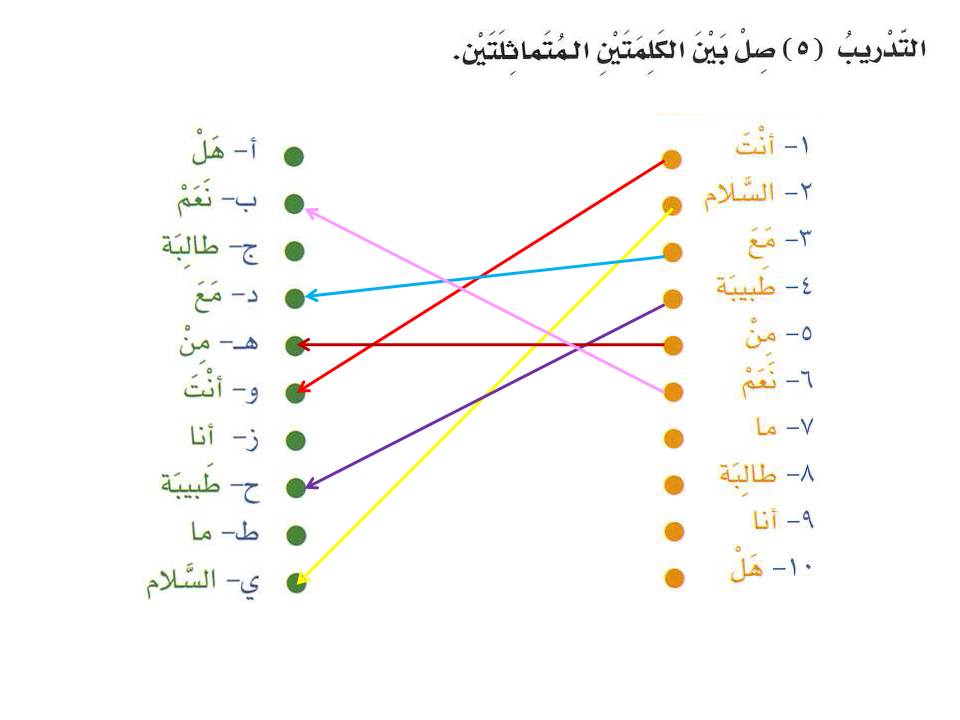 التّدْريبُ (٥) صِلْ بَيْنَ الكَلِمَتَيْنِ المُتَماثِلَتَيْن.
١- أنْتَ
٢- السَّلام
٣- مَعَ
٤- طَبيبَة
٥- مِنْ
٦- نَعَمْ
٧- ما
٨- طالِبَة
٩- أنا
١٠- هَلْ
أ- هَلْ
ب- نَعَمْ
ج- طالِبَة
د- مَعَ
هـ- مِنْ
و- أنْتَ
ز- أنا
ح- طَبيبَة
ط- ما
ي- السَّلام